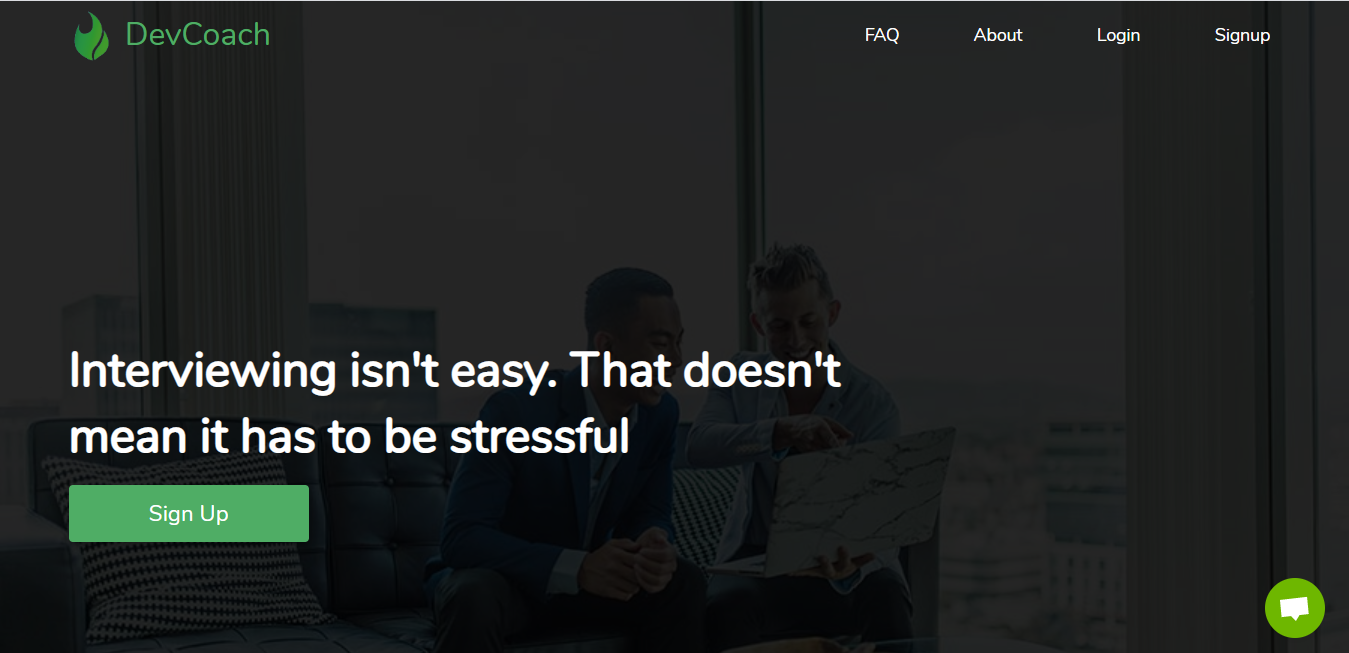 DevCoach
FAQ
About
Login
Signup
Interviewing isn't easy. That doesn't
mean it has to be stressful
Sign Up